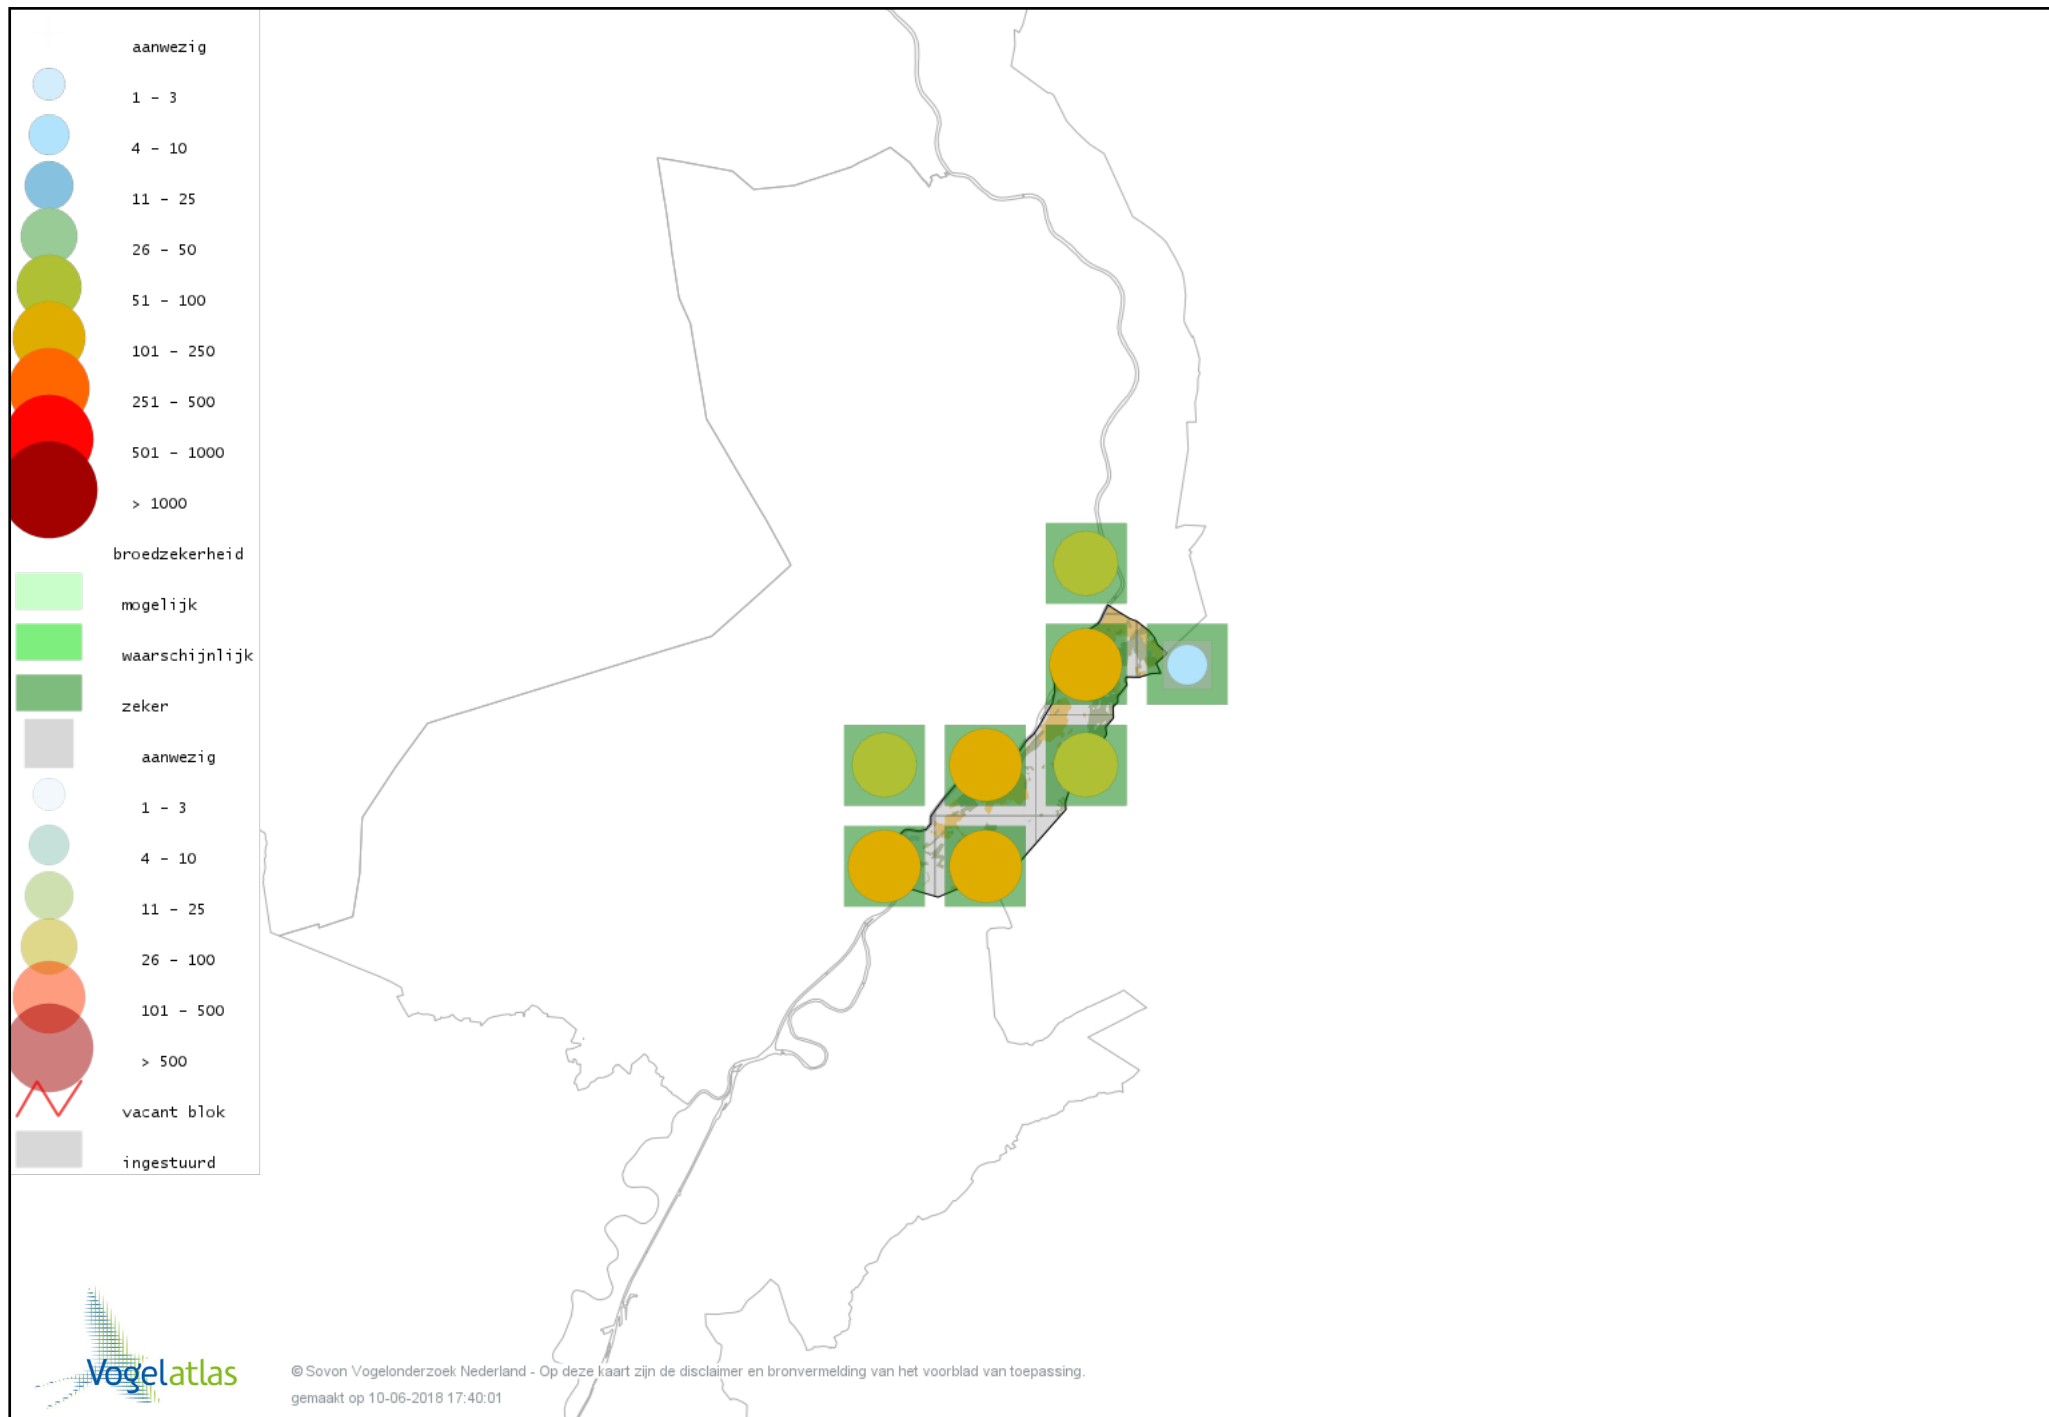 aanwezig
1 - 3
4 - 10
11 - 25
26 - 50
51 - 100
101 - 250
251 - 500
501 - 1000
> 1000
broedzekerheid
mogelijk
waarschijnlijk
zeker
aanwezig
1 - 3
4 - 10
11 - 25
26 - 100
101 - 500
> 500
vacant blok
ingestuurd
Vogelatlas
© Sovon Vogelonderzoek Nederland - Op deze kaart zijn de disclaimer en bronvermelding van het voorblad van toepassing.
gemaakt op 10-06-2018 17:40:01